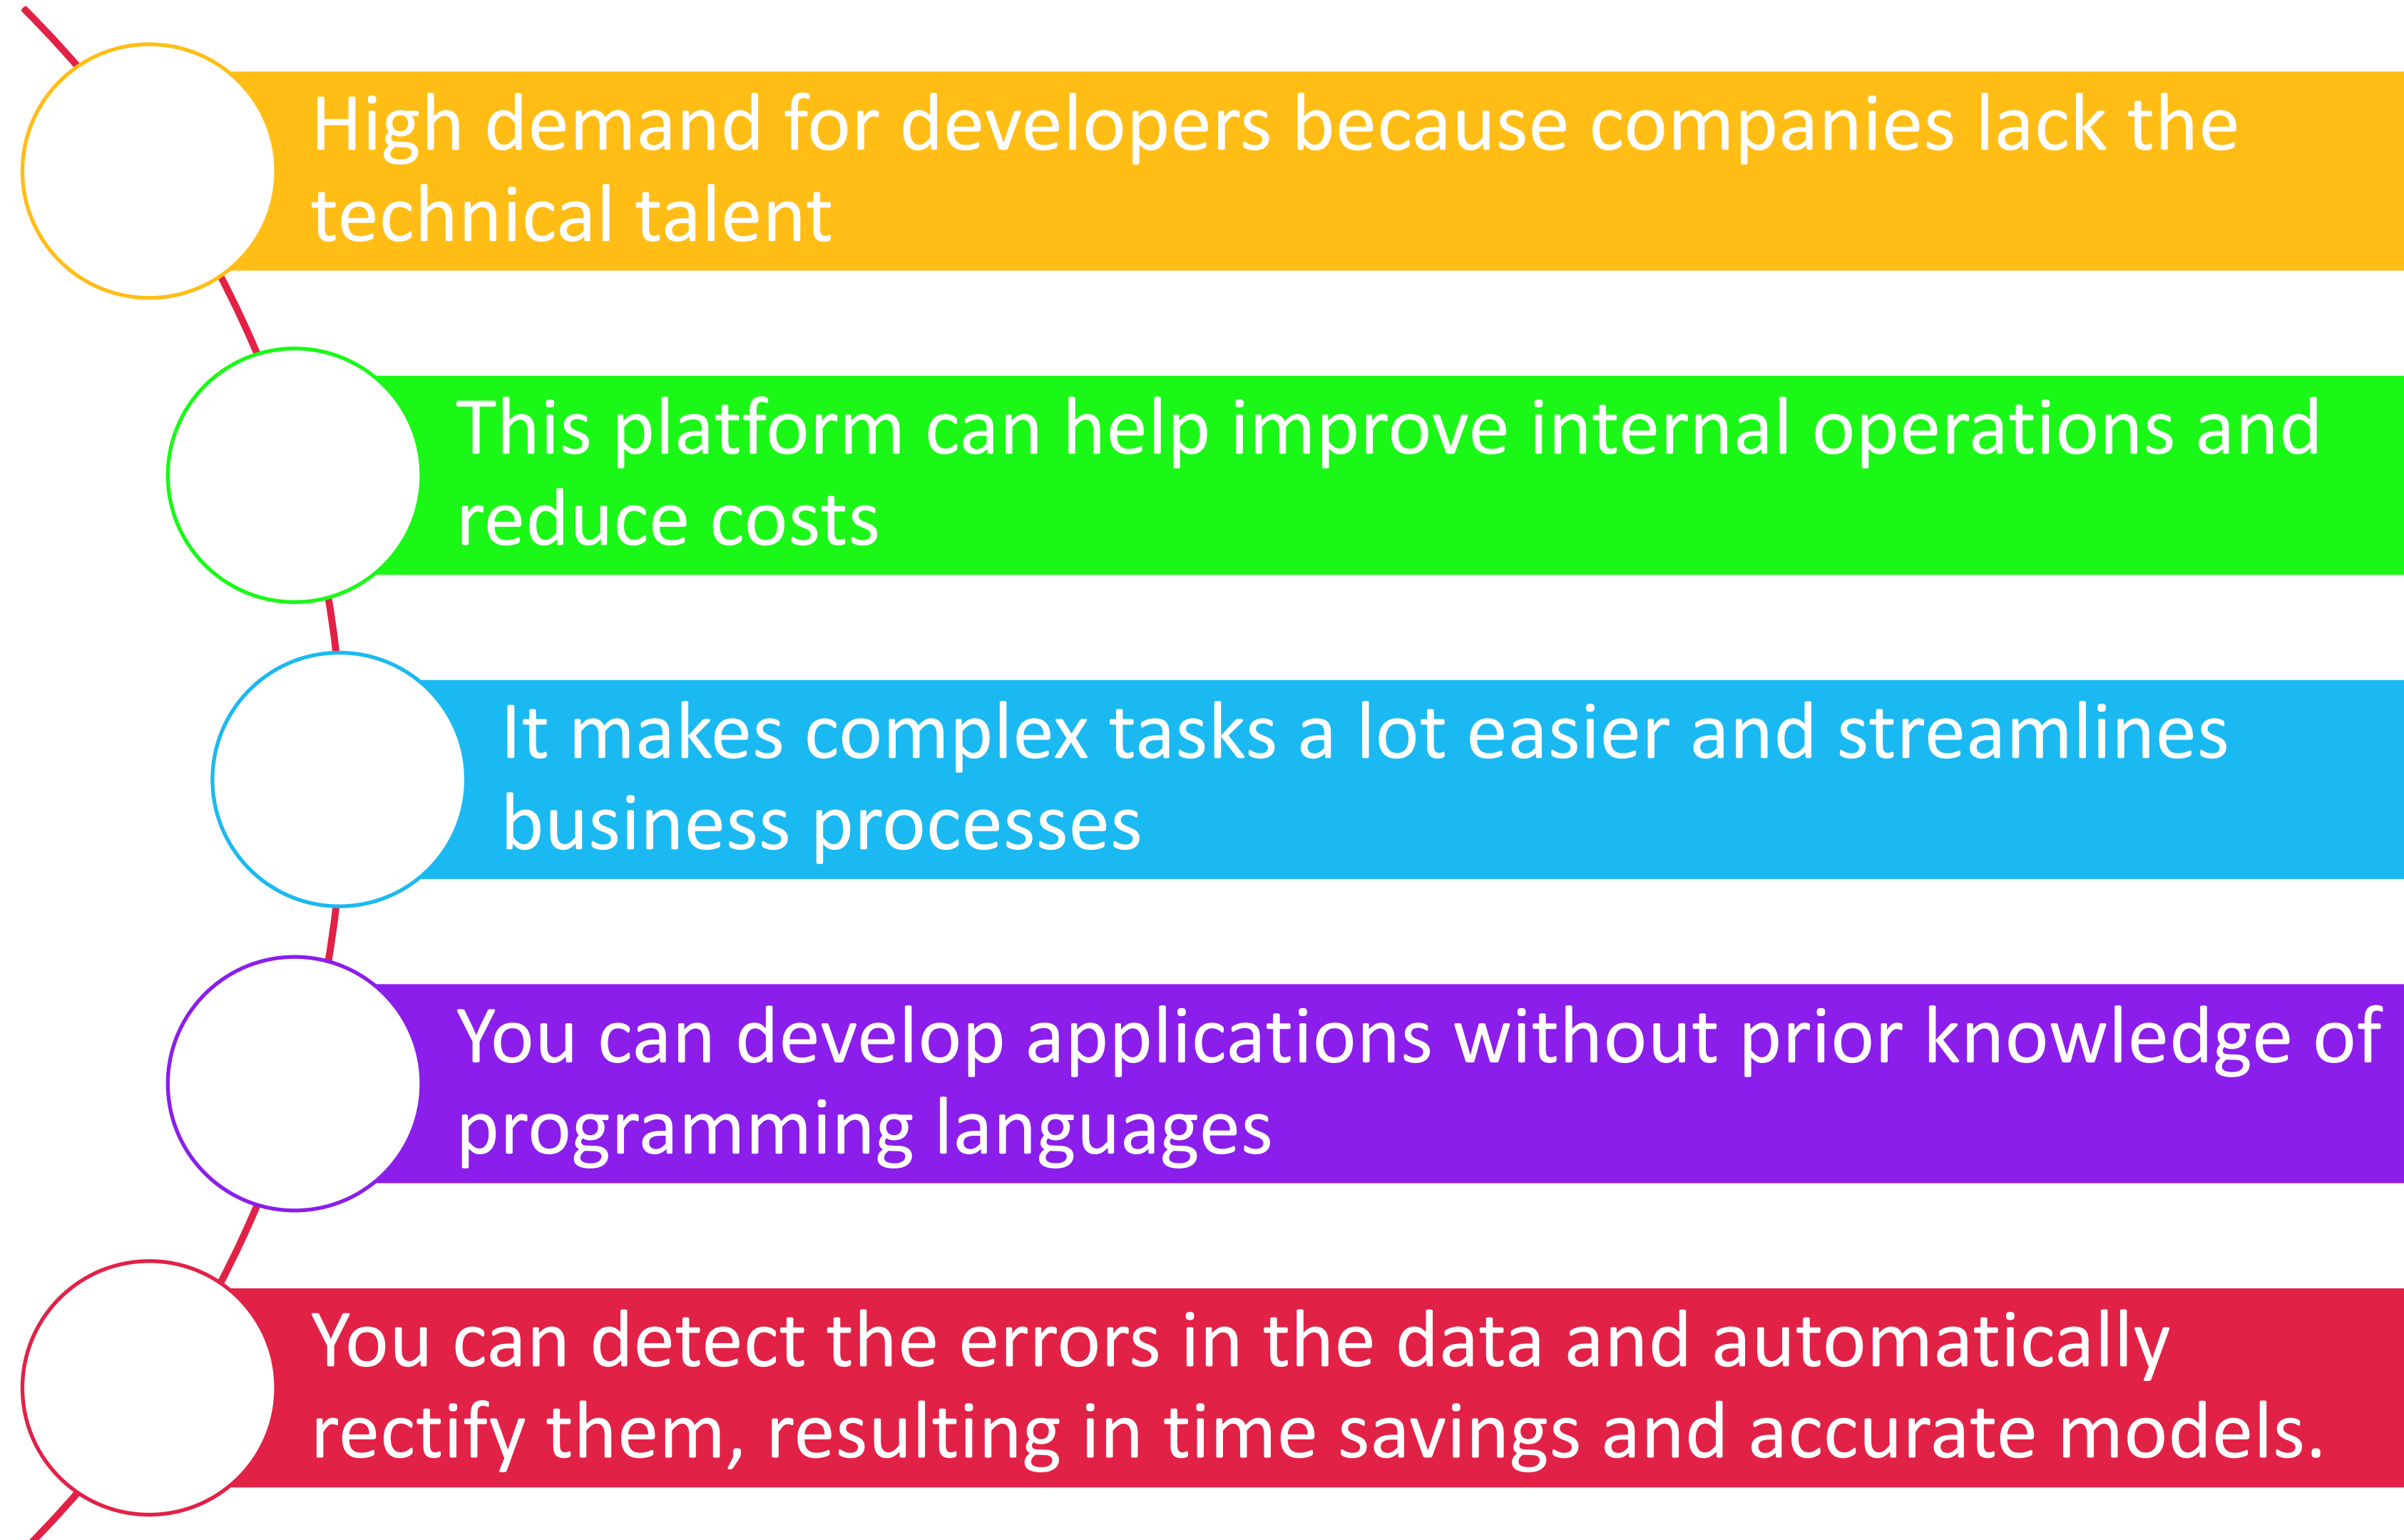 High demand for developers because companies lack the
technical talent
This platform can help improve internal operations and
reduce costs
It makes complex tasks a lot easier and streamlines
business processes
You can develop applications without prior knowledge of
programming languages
You can detect the errors in the data and automatically
rectify them, resulting in time savings and accurate models.